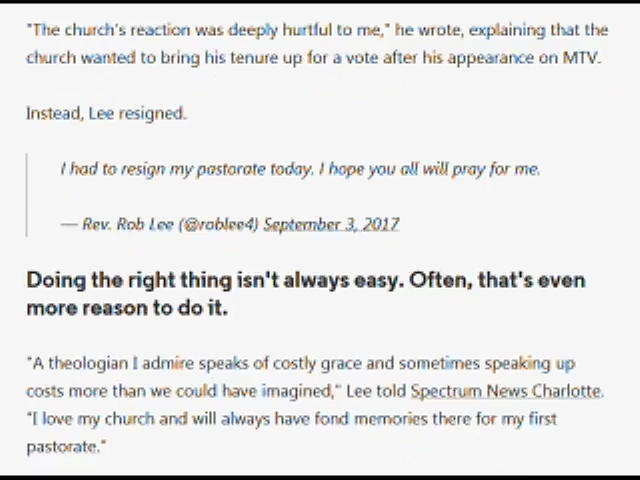 "The church's reaction was deeply hurtful to me," he wrote, explaining that the
church wanted to bring his tenure up for a vote after his appearance on MTV.
Instead, Lee resigned.
I had to resign my pastorate today. I hope you all will pray for me.
— Rev. Rob Lee (@roblee4) September 3, 2017
Doing the right thing isn't always easy. Often, that's even
more reason to do it.
"A theologian I admire speaks of costly grace and sometimes speaking up
costs more than we could have imagined," Lee told Spectrum News Charlotte.
"I love my church and will always have fond memories there for my first
pastorate."